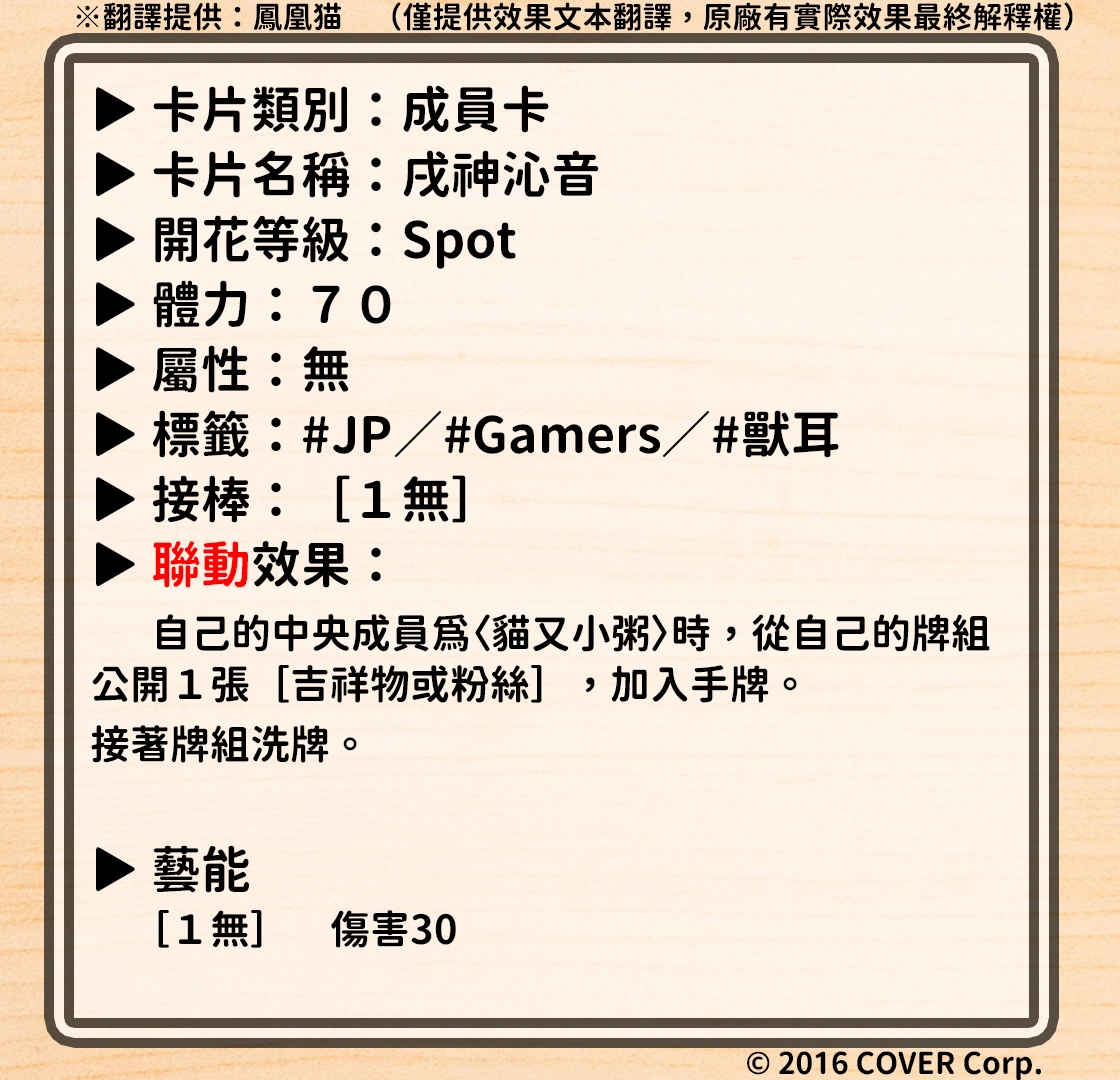 ※翻譯提供：鳳凰猫　（僅提供效果文本翻譯，原廠有實際效果最終解釋權）
▶ 卡片類別：成員卡
▶ 卡片名稱：戌神沁音
▶ 開花等級：Spot
▶ 體力：７０
▶ 屬性：無
▶ 標籤：#JP／#Gamers／#獸耳
▶ 接棒：［１無］
▶ 聯動效果：
自己的中央成員爲〈貓又小粥〉時，從自己的牌組
公開１張［吉祥物或粉絲］，加入手牌。
接著牌組洗牌。
▶ 藝能
［１無］　傷害30
© 2016 COVER Corp.